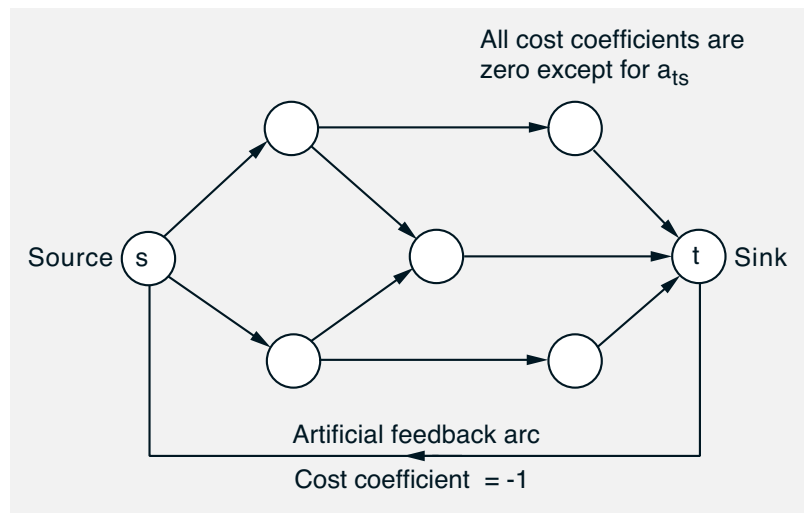 All cost coefficients are
zero except for a_ts
Source s
t Sink
Artificial feedback arc
Cost coefficient = -1